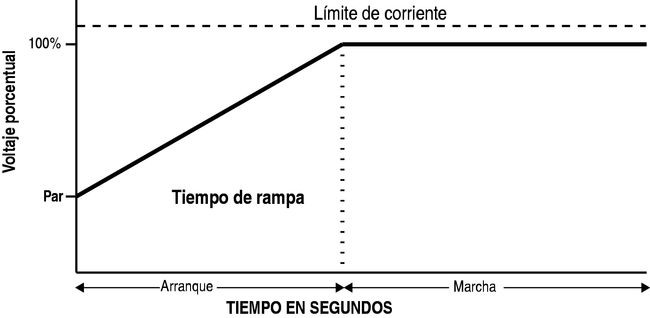 Límite de corriente
100%
Voltaje porcentual
Par
Tiempo de rampa
Arranque
Marcha
TIEMPO EN SEGUNDOS